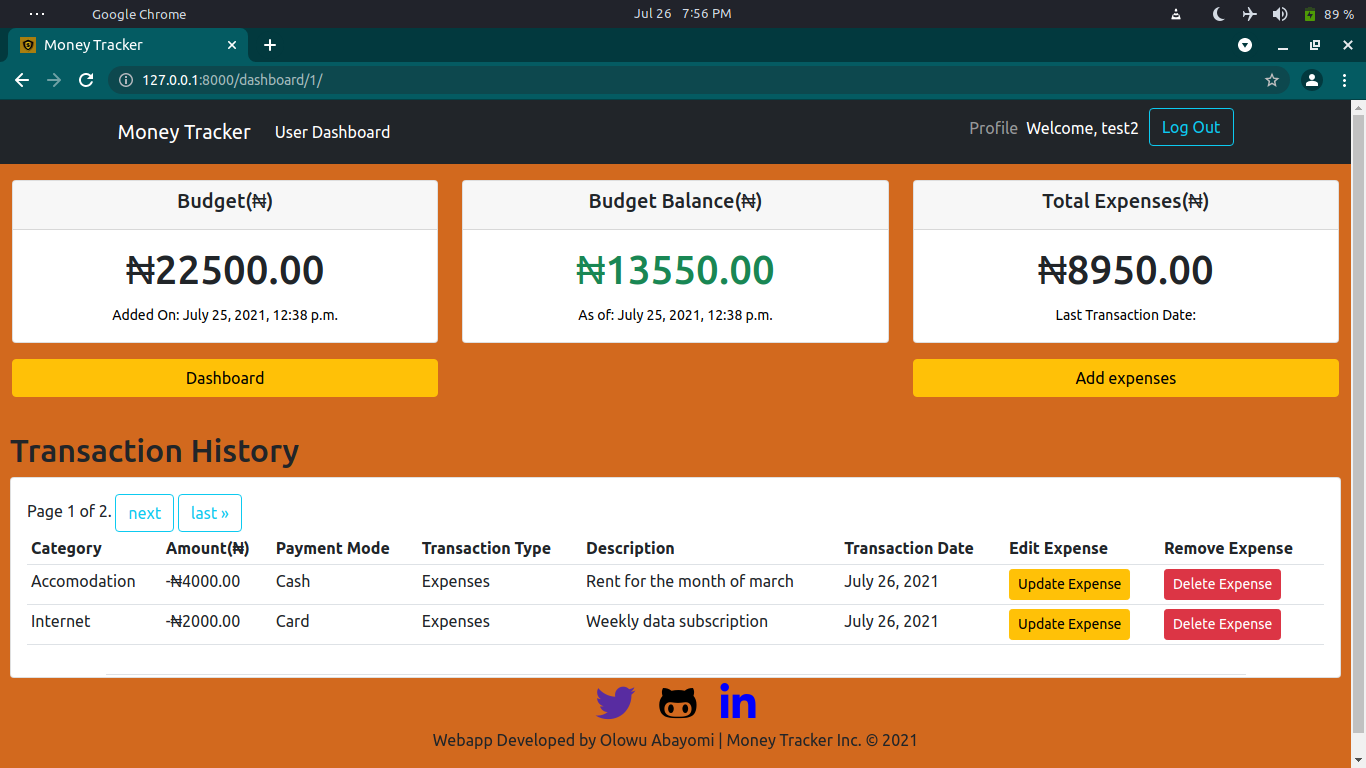 Google Chrome
Jul 26 7:56 PM
89 %
Money Tracker
127.0.0.1:8000/dashboard/1/
Money Tracker User Dashboard Profile Welcome, test2 Log Out
Budget(₦) Budget Balance(₦) Total Expenses(₦)
₦22500.00 ₦13550.00 ₦8950.00
Added On: July 25, 2021, 12:38 p.m. As of: July 25, 2021, 12:38 p.m. Last Transaction Date:
Dashboard Add expenses
Transaction History
Page 1 of 2. next last »
Category Amount(₦) Payment Mode Transaction Type Description Transaction Date Edit Expense Remove Expense
Accomodation -₦4000.00 Cash Expenses Rent for the month of march July 26, 2021 Update Expense Delete Expense
Internet -₦2000.00 Card Expenses Weekly data subscription July 26, 2021 Update Expense Delete Expense
in
Webapp Developed by Olowu Abayomi | Money Tracker Inc. © 2021